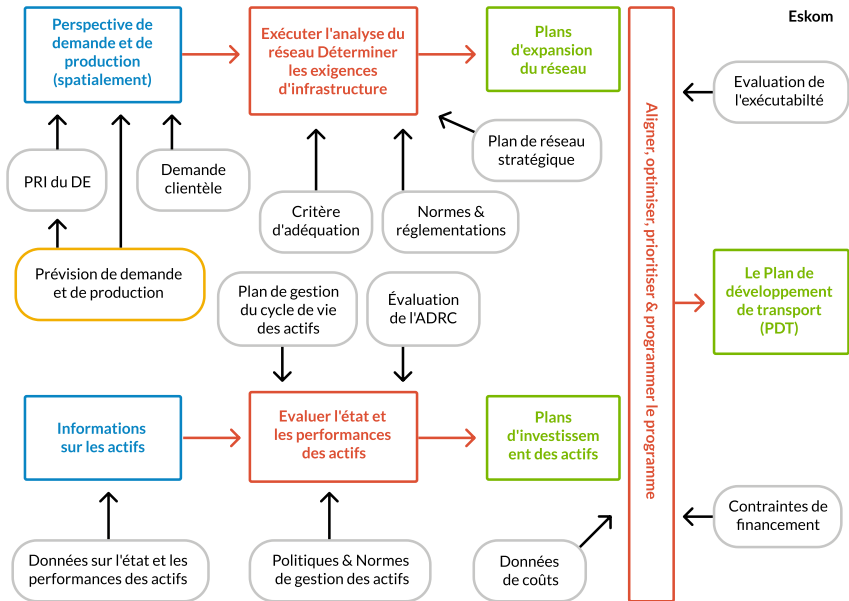 Eskom
Perspective de
demande et de
production
(spatialement)
Exécuter l'analyse du
réseau Déterminer
les exigences
d'infrastructure
Plans
d'expansion
du réseau
Evaluation de
l'exécutabilté
Aligner, optimiser, prioritiser & programmer le programme
PRI du DE
Demande
clientèle
Plan de réseau
stratégique
Critère
d'adéquation
Normes &
réglementations
Prévision de demande
et de production
Plan de gestion
du cycle de vie
des actifs
Évaluation
de l'ADRC
Le Plan de
développement
de transport
(PDT)
Informations
sur les actifs
Evaluer l'état et
les performances
des actifs
Plans
d'investissem
ent des actifs
Contraintes de
financement
Données sur l'état et les
performances des actifs
Politiques & Normes
de gestion des actifs
Données
de coûts